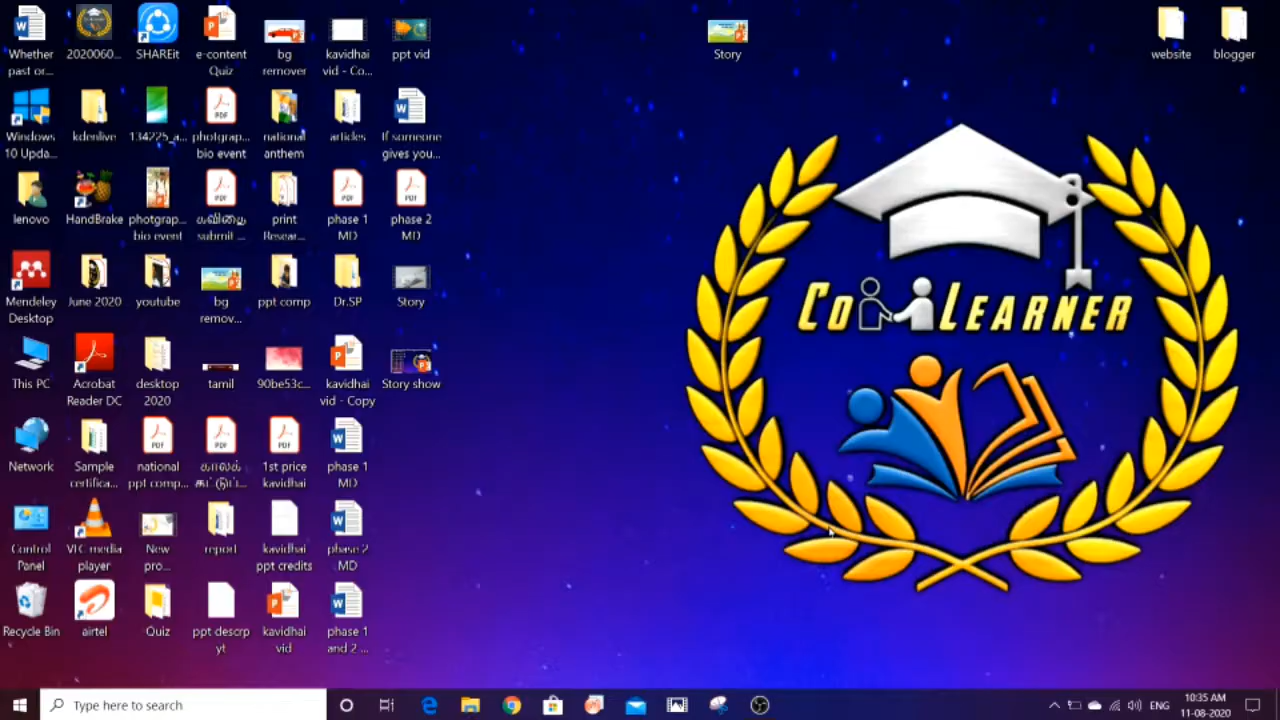 Whether
past or...
2020060...
SHAREit
e-content
Quiz
bg
remover
kavidhai
vid - Co...
ppt vid
Story
website
blogger
Windows
10 Upda...
kdenlive
134225_a...
photgrap...
bio event
national
anthem
articles
If someone
gives you...
lenovo
HandBrake
photgrap...
bio event
கவிதை
submit ...
print
Resear...
phase 1
MD
phase 2
MD
Mendeley
Desktop
June 2020
youtube
bg
remov...
ppt comp
Dr.SP
Story
Co Learner
This PC
Acrobat
Reader DC
desktop
2020
tamil
90be53c...
kavidhai
vid - Copy
Story show
Network
Sample
certifica...
national
ppt comp...
1st price
kavidhai
phase 1
MD
Control
Panel
VLC media
player
New
pro...
report
kavidhai
ppt credits
phase 2
MD
Recycle Bin
airtel
Quiz
ppt descrp
yt
kavidhai
vid
phase 1
and 2 ...
Type here to search
ENG
10:35 AM
11-08-2020